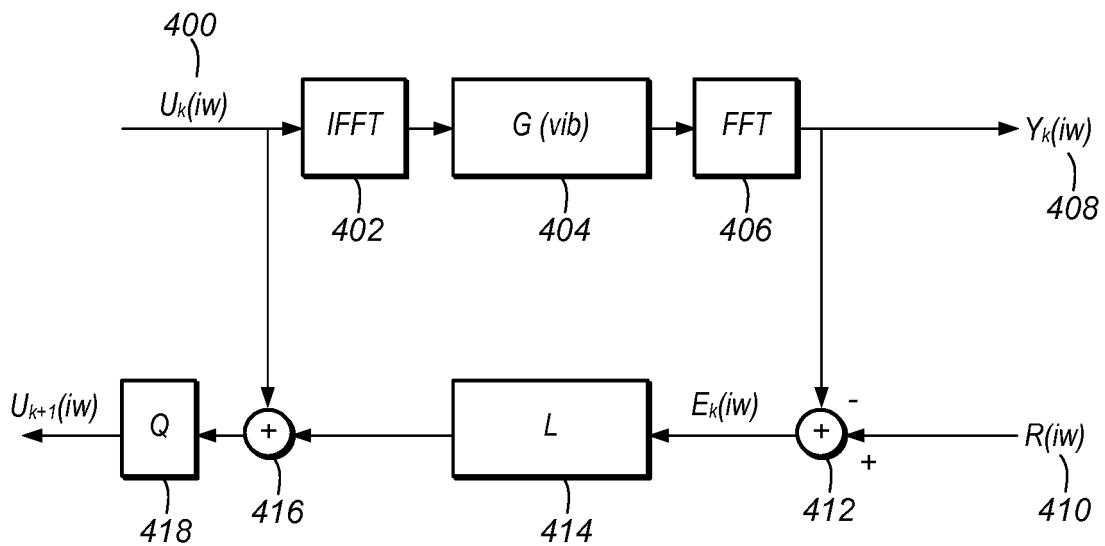 400
Uk(iw)
IFFT
G (vib)
FFT
Yk(iw)
402
404
406
408
Uk+1(iw)
Q
+
L
Ek(iw)
-
+
+
R(iw)
418
416
414
412
410